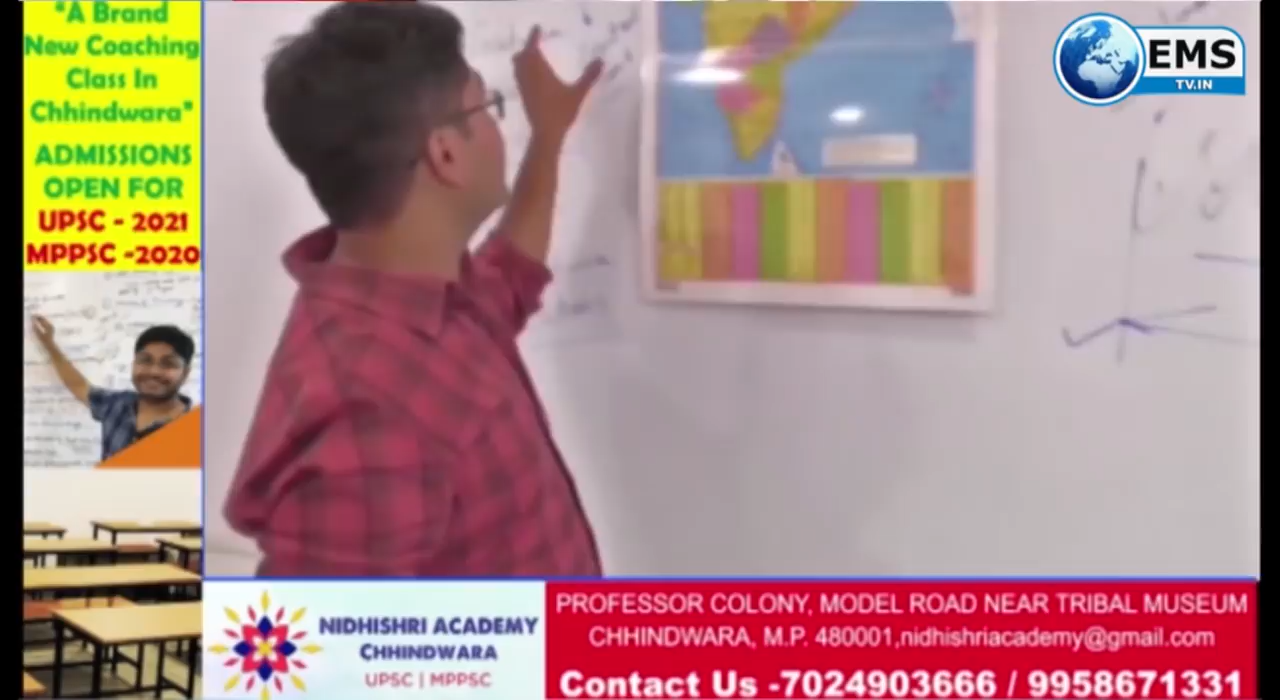 "A Brand
New Coaching
Class In
Chhindwara"
ADMISSIONS
OPEN FOR
UPSC - 2021
MPPSC -2020
EMS
TV.IN
NIDHISHRI ACADEMY
CHHINDWARA
UPSC | MPPSC
PROFESSOR COLONY, MODEL ROAD NEAR TRIBAL MUSEUM
CHHINDWARA, M.P. 480001,nidhishriacademy@gmail.com
Contact Us -7024903666 / 9958671331